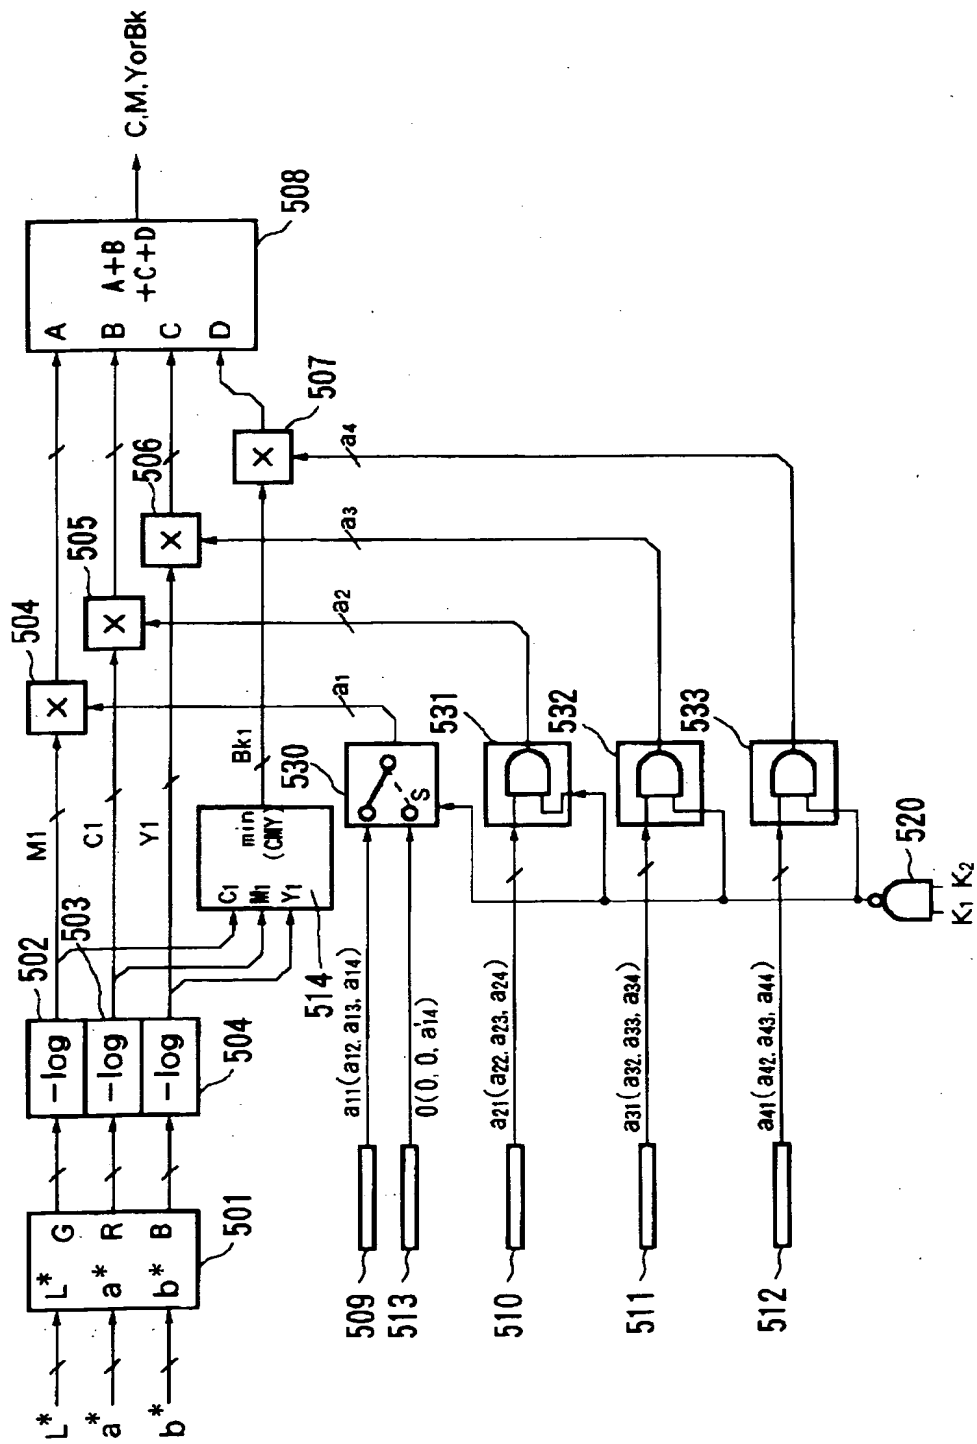 L*
a*
b*
L* G
a* R
b* B
501
-log
-log
-log
502
503
504
M1
C1
Y1
C1
M1
Y1
min
(CMY)
514
Bk1
504
505
506
507
×
×
×
×
A
B
C
D
A+B
+C+D
508
C.M.YorBk
509
a11(a12, a13, a14)
513
0(0, 0, a'14)
510
a21(a22, a23, a24)
511
a31(a32, a33, a34)
512
a41(a42, a43, a44)
S
530
531
532
533
a1
a2
a3
a4
520
K1 K2